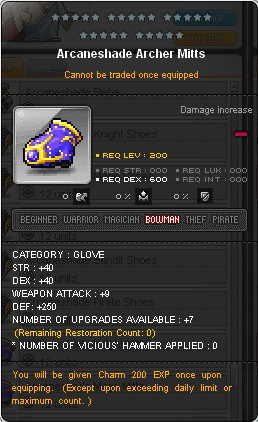 Arcaneshade Archer Mitts
Cannot be traded once equipped
Damage increase
Knight Shoes
REQ LEV : 200
REQ STR : 000 REQ LUK : 000
REQ DEX : 600 REQ INT : 000
0 0 % 0 %
BEGINNER WARRIOR MAGICIAN BOWMAN THIEF PIRATE
CATEGORY : GLOVE
STR : +40
DEX : +40
WEAPON ATTACK : +9
DEF: +250
NUMBER OF UPGRADES AVAILABLE : +7
(Remaining Restoration Count: 0)
* NUMBER OF VICIOUS' HAMMER APPLIED : 0
You will be given Charm 200 EXP once upon
equipping. (Except upon exceeding daily limit or
maximum count. )